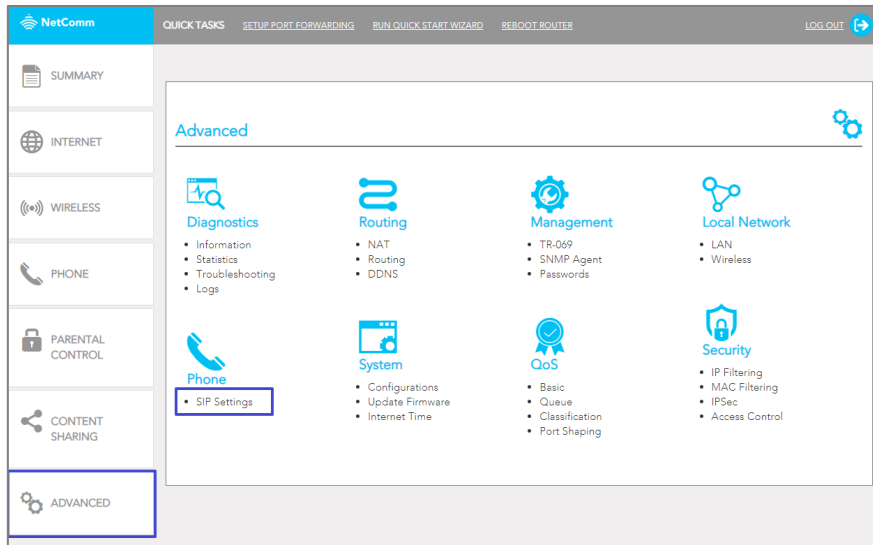 NetComm
QUICK TASKS SETUP PORT FORWARDING RUN QUICK START WIZARD REBOOT ROUTER LOG OUT
SUMMARY
INTERNET
WIRELESS
PHONE
PARENTAL
CONTROL
CONTENT
SHARING
ADVANCED
Advanced
Diagnostics
• Information
• Statistics
• Troubleshooting
• Logs
Routing
• NAT
• Routing
• DDNS
Management
• TR-069
• SNMP Agent
• Passwords
Local Network
• LAN
• Wireless
Phone
• SIP Settings
System
• Configurations
• Update Firmware
• Internet Time
QoS
• Basic
• Queue
• Classification
• Port Shaping
Security
• IP Filtering
• MAC Filtering
• IPSec
• Access Control